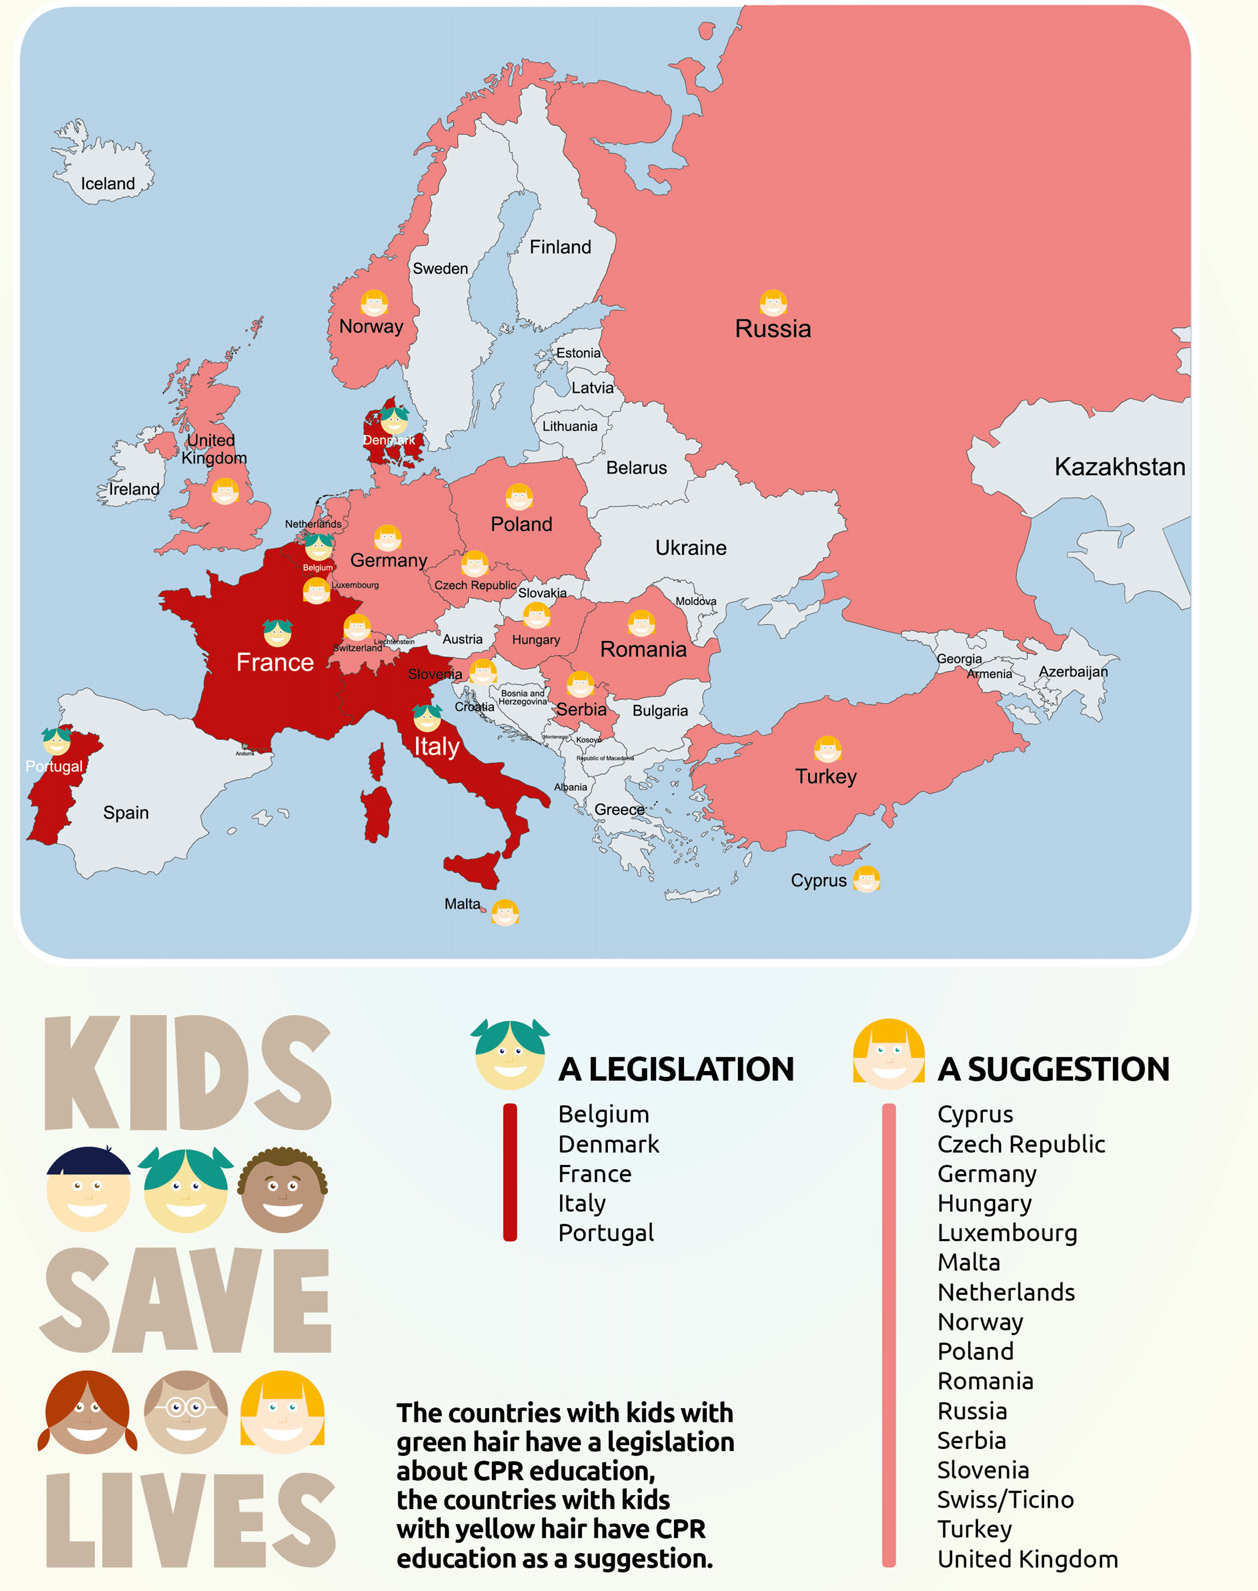 Iceland
Finland
Sweden
Norway
Russia
Estonia
Latvia
Denmark
Lithuania
United
Kingdom
Belarus
Kazakhstan
Ireland
Netherlands
Poland
Ukraine
Germany
Belgium
Czech Republic
Luxembourg
Slovakia
Moldova
Austria
Hungary
Liechtenstein
Switzerland
Romania
France
Georgia
Armenia
Azerbaijan
Slovenia
Bosnia and
Herzegovina
Croatia
Serbia
Bulgaria
Montenegro
Kosovo
Italy
Andorra
Republic of Macedonia
Portugal
Turkey
Albania
Spain
Greece
Cyprus
Malta
KIDS
SAVE
LIVES
A LEGISLATION
Belgium
Denmark
France
Italy
Portugal
The countries with kids with
green hair have a legislation
about CPR education,
the countries with kids
with yellow hair have CPR
education as a suggestion.
A SUGGESTION
Cyprus
Czech Republic
Germany
Hungary
Luxembourg
Malta
Netherlands
Norway
Poland
Romania
Russia
Serbia
Slovenia
Swiss/Ticino
Turkey
United Kingdom